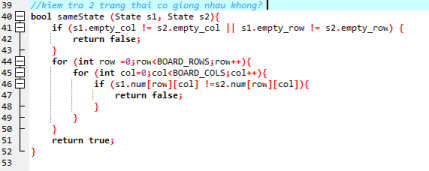 39 //kiem tra 2 trang thai co giong nhau khong?
40 bool sameState (State s1, State s2){
41 if (s1.empty_col != s2.empty_col || s1.empty_row != s2.empty_row) {
42 return false;
43 }
44 for (int row =0;row<BOARD_ROWS;row++){
45 for (int col=0;col<BOARD_COLS;col++){
46 if (s1.num[row][col] !=s2.num[row][col]){
47 return false;
48 }
49 }
50 }
51 return true;
52 }
53